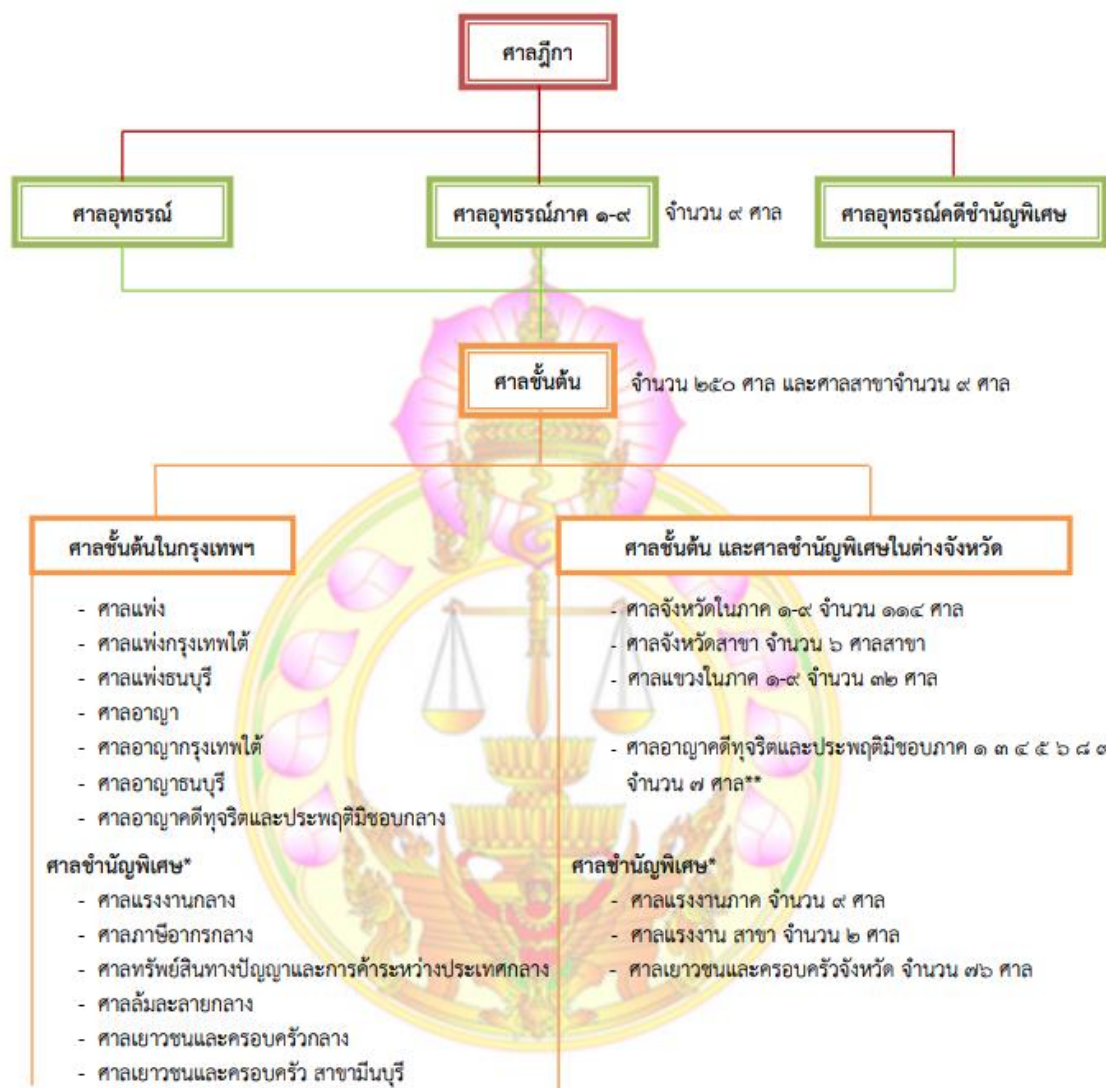 ศาลฎีกา
ศาลอุทธรณ์
ศาลอุทธรณ์ภาค ๑-๙
จำนวน ๙ ศาล
ศาลอุทธรณ์คดีชำนัญพิเศษ
ศาลชั้นต้น
จำนวน ๒๕๐ ศาล และศาลสาขาจำนวน ๙ ศาล
ศาลชั้นต้นในกรุงเทพฯ
- ศาลแพ่ง
- ศาลแพ่งกรุงเทพใต้
- ศาลแพ่งธนบุรี
- ศาลอาญา
- ศาลอาญากรุงเทพใต้
- ศาลอาญาธนบุรี
- ศาลอาญาคดีทุจริตและประพฤติมิชอบกลาง
ศาลชำนัญพิเศษ*
- ศาลแรงงานกลาง
- ศาลภาษีอากรกลาง
- ศาลทรัพย์สินทางปัญญาและการค้าระหว่างประเทศกลาง
- ศาลล้มละลายกลาง
- ศาลเยาวชนและครอบครัวกลาง
- ศาลเยาวชนและครอบครัว สาขามีนบุรี
ศาลชั้นต้น และศาลชำนัญพิเศษในต่างจังหวัด
- ศาลจังหวัดในภาค ๑-๙ จำนวน ๑๑๔ ศาล
- ศาลจังหวัดสาขา จำนวน ๖ ศาลสาขา
- ศาลแขวงในภาค ๑-๙ จำนวน ๓๒ ศาล
- ศาลอาญาคดีทุจริตและประพฤติมิชอบภาค ๑ ๓ ๔ ๕ ๖ ๘ ๙
จำนวน ๗ ศาล**
ศาลชำนัญพิเศษ*
- ศาลแรงงานภาค จำนวน ๙ ศาล
- ศาลแรงงาน สาขา จำนวน ๒ ศาล
- ศาลเยาวชนและครอบครัวจังหวัด จำนวน ๗๖ ศาล